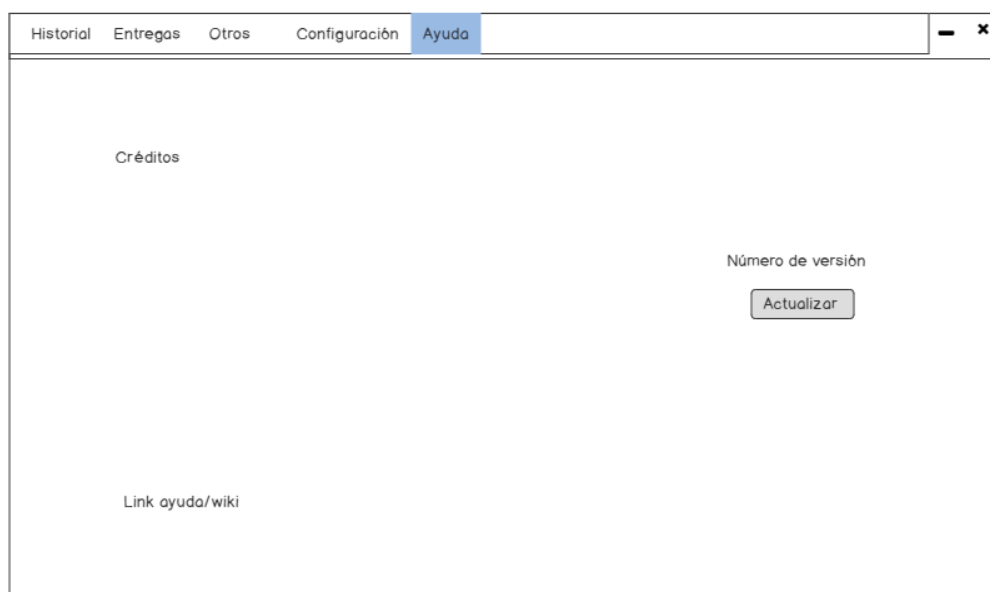 Historial Entregas Otros Configuración Ayuda
Créditos
Número de versión
Actualizar
Link ayuda/wiki